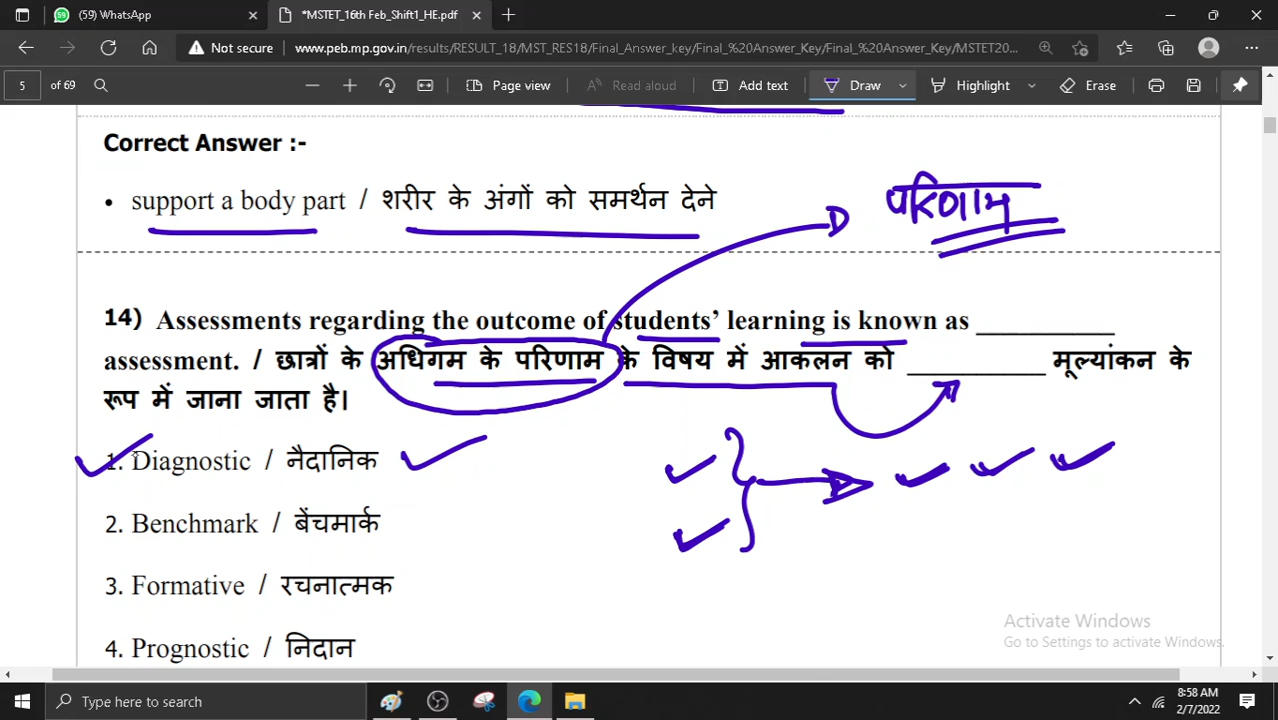 (59) WhatsApp
*MSTET_16th Feb_Shift1_HE.pdf
Not secure
www.peb.mp.gov.in/results/RESULT_18/MST_RES18/Final_Answer_key/Final_%20Answer_Key/Final_%20Answer_Key/MSTET20...
5 of 69
Page view
Read aloud
Add text
Draw
Highlight
Erase
Correct Answer :-
• support a body part / शरीर के अंगों को समर्थन देने
परिणाम
14) Assessments regarding the outcome of students’ learning is known as __________
assessment. / छात्रों के अधिगम के परिणाम के विषय में आकलन को __________ मूल्यांकन के
रूप में जाना जाता है।
1. Diagnostic / नैदानिक
2. Benchmark / बेंचमार्क
3. Formative / रचनात्मक
4. Prognostic / निदान
Activate Windows
Go to Settings to activate Windows.
Type here to search
8:58 AM
2/7/2022